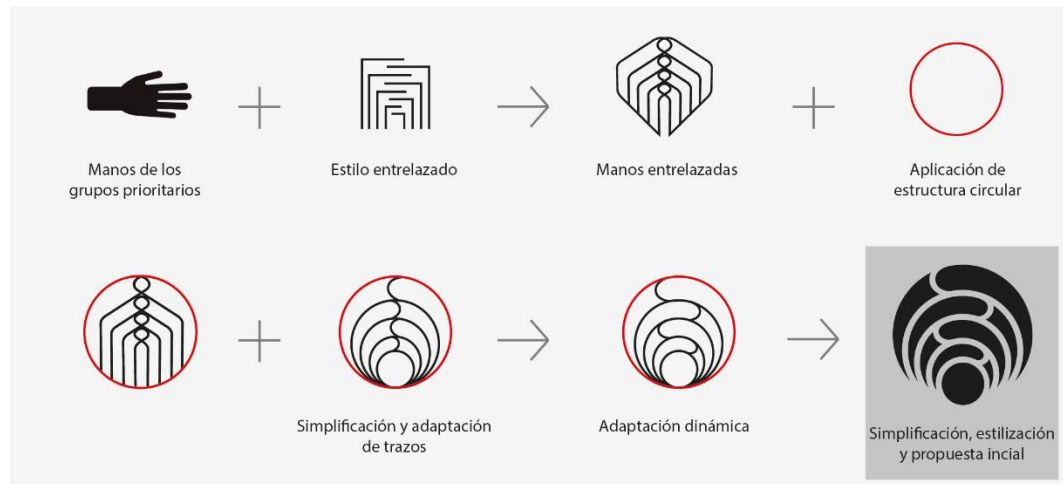 Manos de los
grupos prioritarios
Estilo entrelazado
Manos entrelazadas
Aplicación de
estructura circular
Simplificación y adaptación
de trazos
Adaptación dinámica
Simplificación, estilización
y propuesta incial